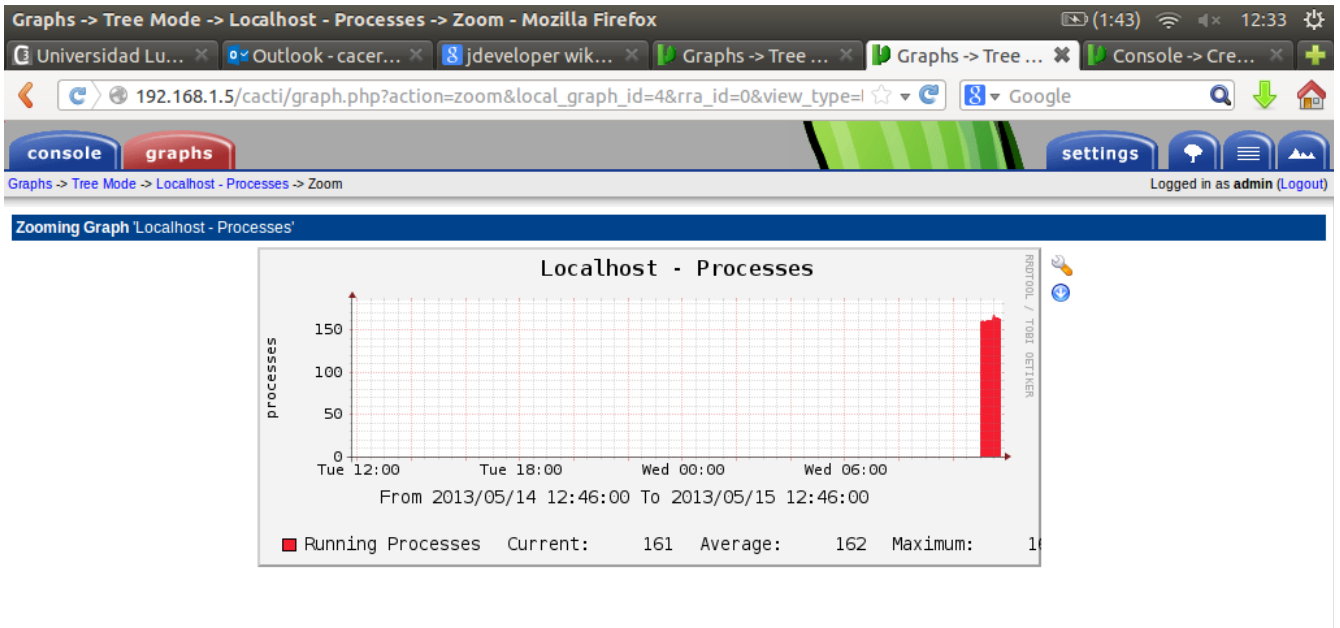 Graphs -> Tree Mode -> Localhost - Processes -> Zoom - Mozilla Firefox (1:43) 12:33
Universidad Lu... Outlook - cacer... jdeveloper wik... Graphs -> Tree ... Graphs -> Tree ... Console -> Cre...
192.168.1.5/cacti/graph.php?action=zoom&local_graph_id=4&rra_id=0&view_type= Google
console graphs settings
Graphs -> Tree Mode -> Localhost - Processes -> Zoom Logged in as admin (Logout)
Zooming Graph 'Localhost - Processes'
Localhost - Processes
RRDTOOL / TOBI OETIKER
processes
150
100
50
0
Tue 12:00 Tue 18:00 Wed 00:00 Wed 06:00
From 2013/05/14 12:46:00 To 2013/05/15 12:46:00
Running Processes Current: 161 Average: 162 Maximum: